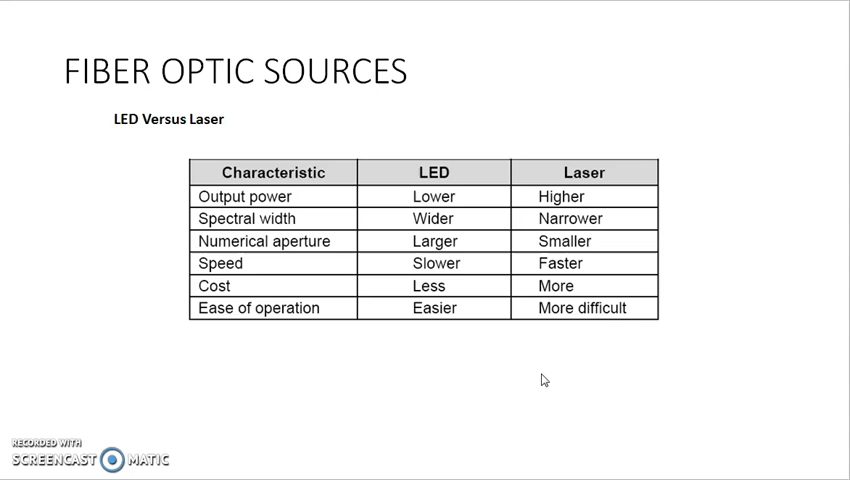 FIBER OPTIC SOURCES
LED Versus Laser
Characteristic LED Laser
Output power Lower Higher
Spectral width Wider Narrower
Numerical aperture Larger Smaller
Speed Slower Faster
Cost Less More
Ease of operation Easier More difficult
RECORDED WITH
SCREENCAST MATIC